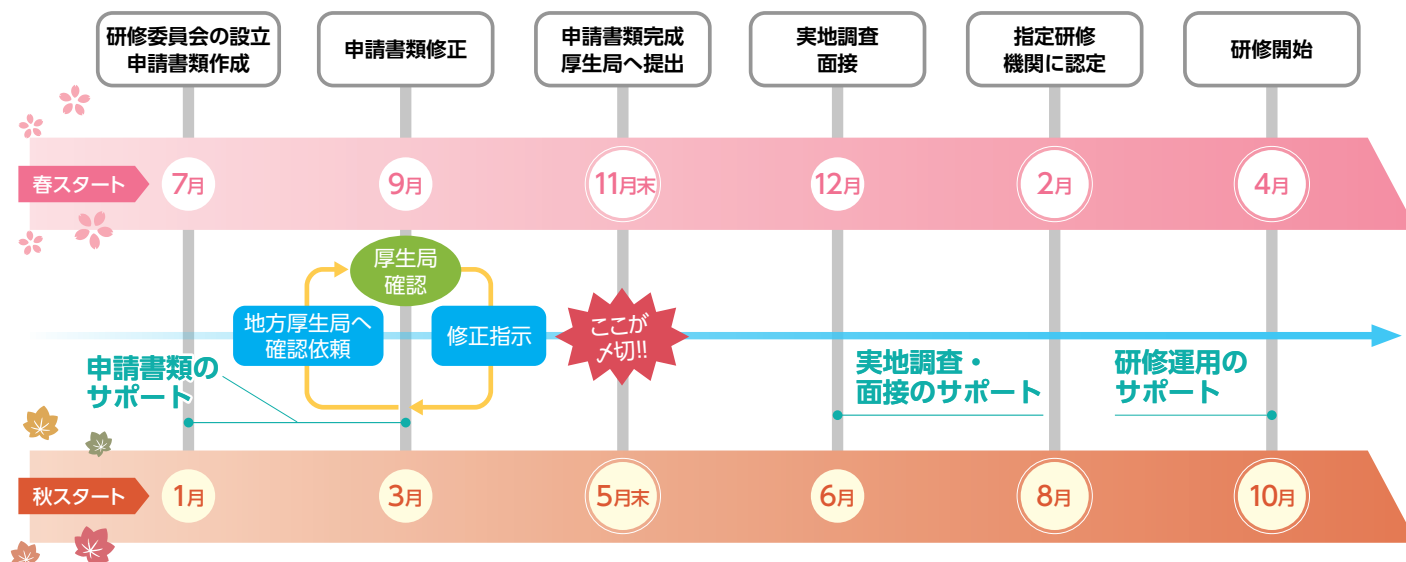 研修委員会の設立
申請書類作成
申請書類修正
申請書類完成
厚生局へ提出
実地調査
面接
指定研修
機関に認定
研修開始
春スタート
7月
9月
11月末
12月
2月
4月
厚生局
確認
地方厚生局へ
確認依頼
修正指示
ここが
〆切!!
申請書類の
サポート
実地調査・
面接のサポート
研修運用の
サポート
秋スタート
1月
3月
5月末
6月
8月
10月